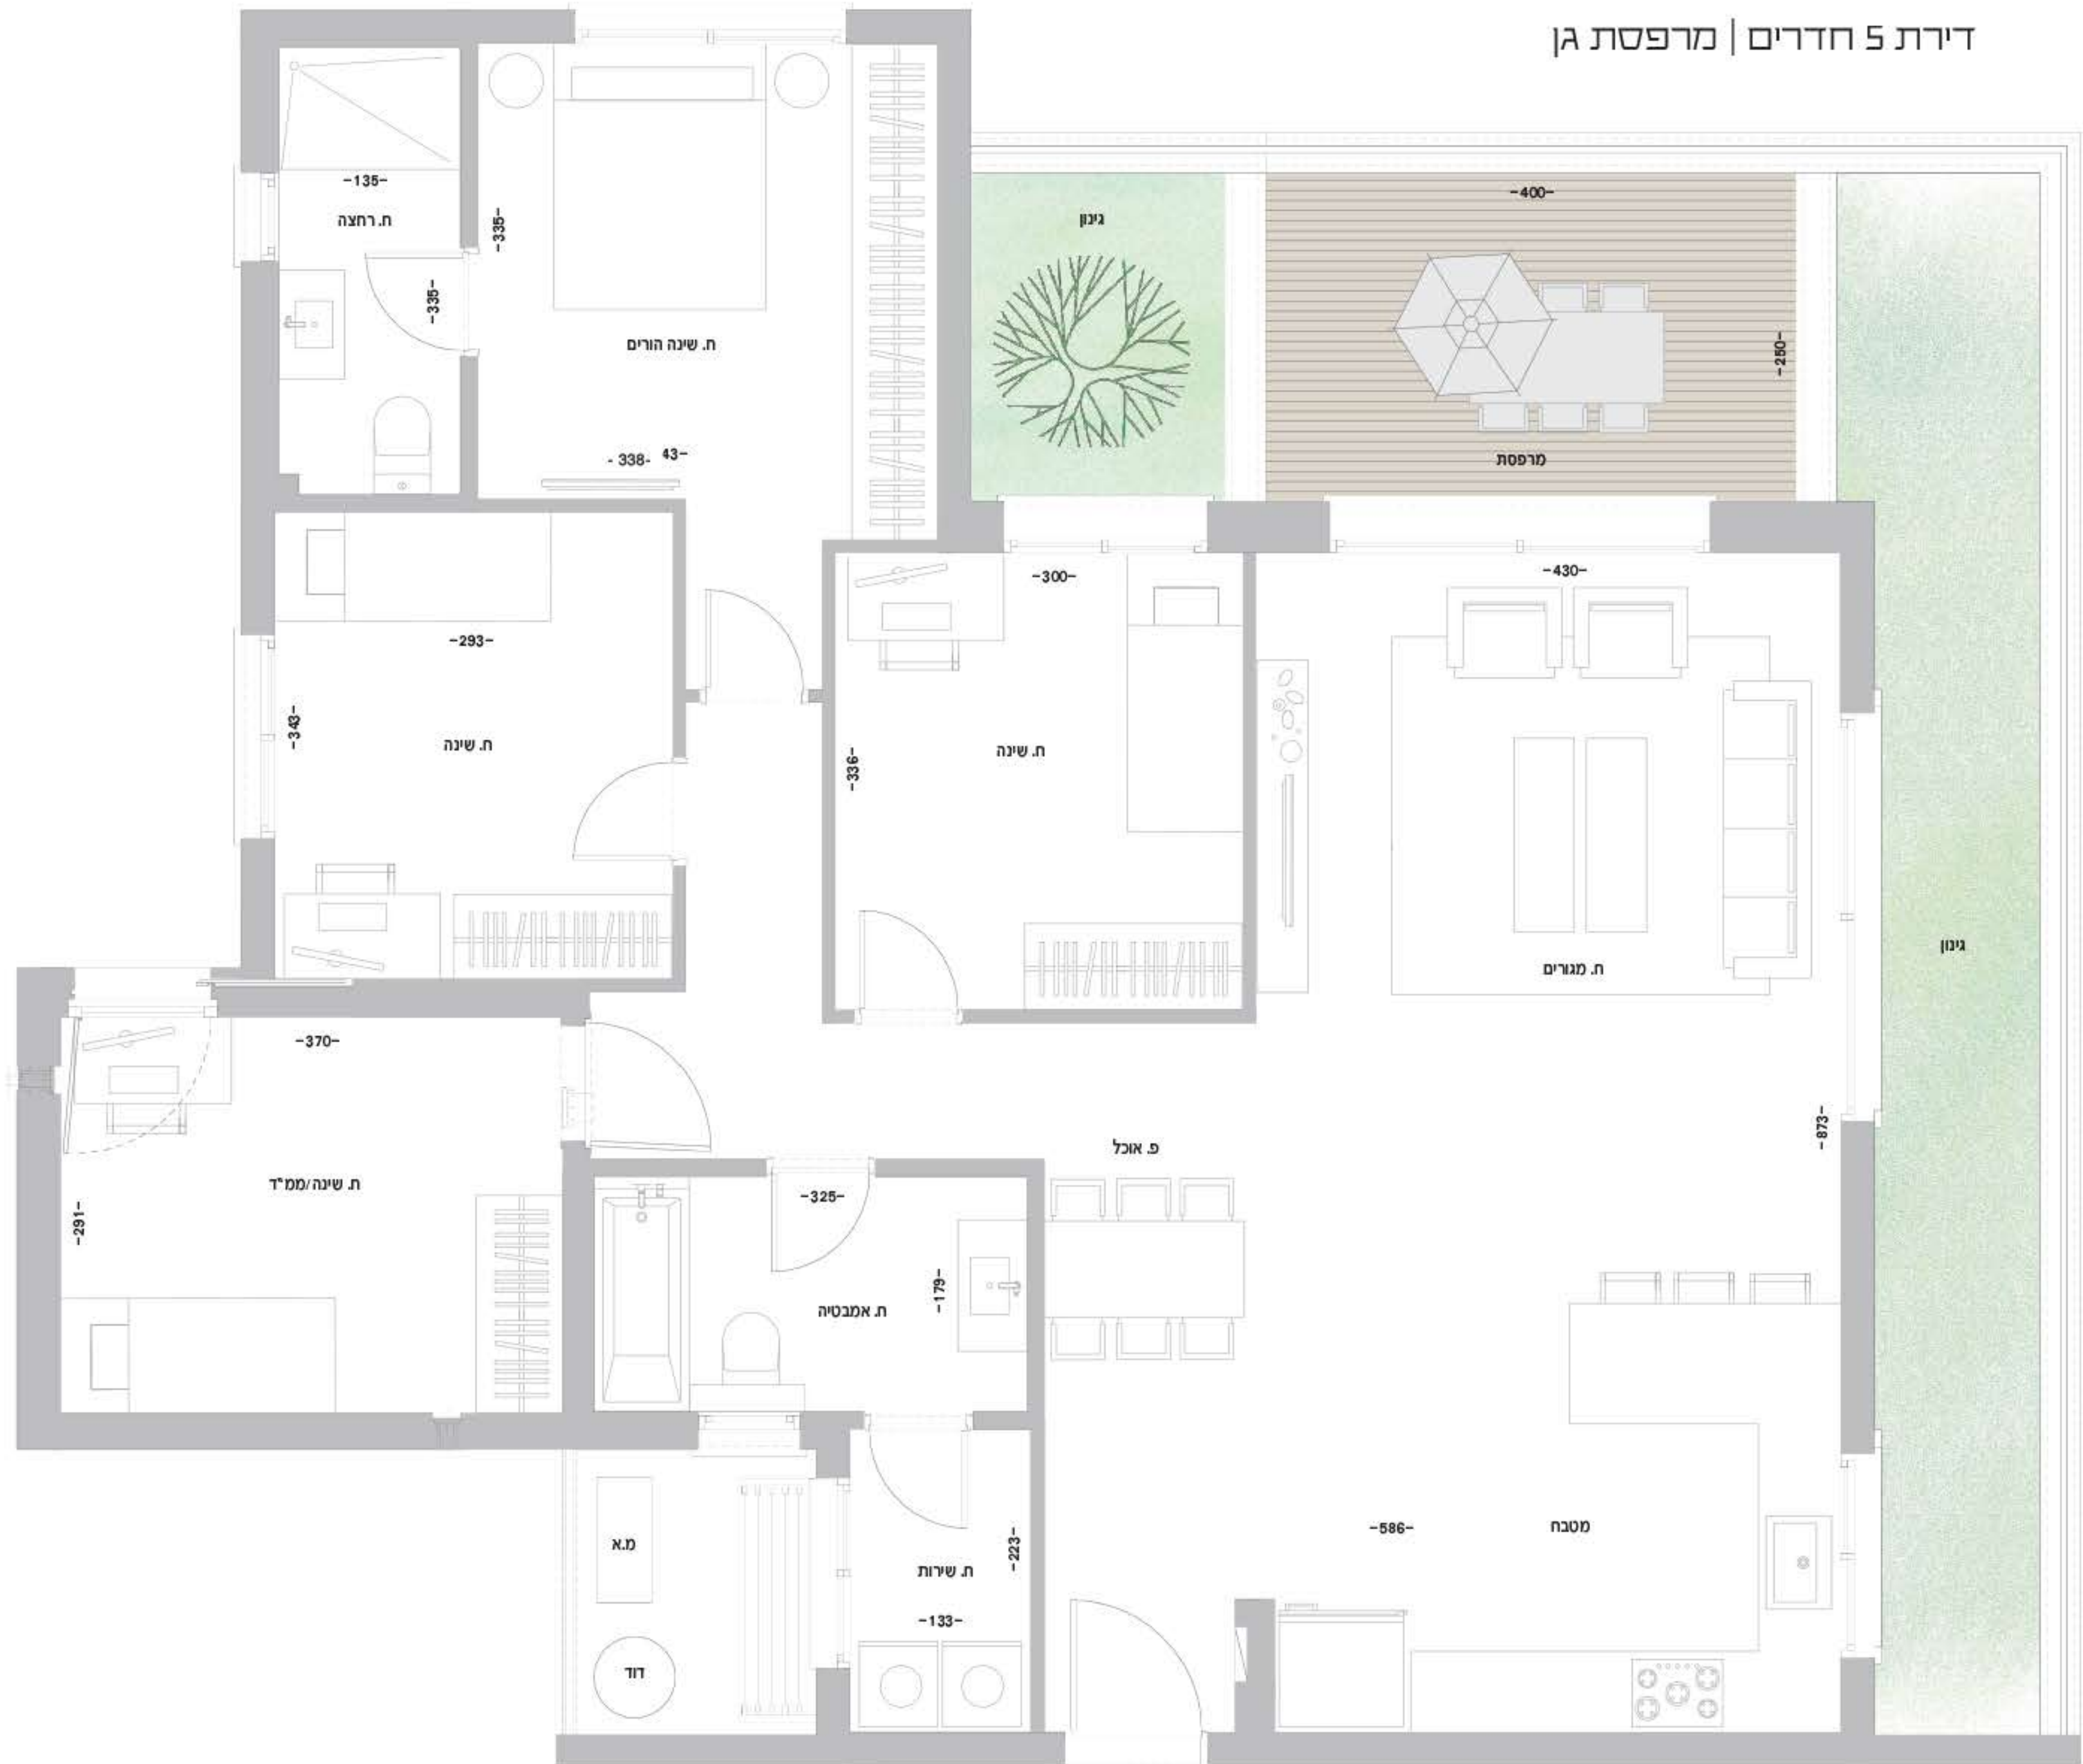 דירת 5 חדרים | מרפסת גן
-135-
ח. רחצה
-335-
-335-
ח. שינה הורים
- 338-
43-
גינון
-400-
-250-
מרפסת
-293-
-343-
ח. שינה
-300-
-336-
ח. שינה
-430-
ח. מגורים
גינון
-873-
-370-
ח. שינה/ממ"ד
-291-
פ. אוכל
-325-
-179-
ח. אמבטיה
מ.א
דוד
-223-
ח. שירות
-133-
-586-
מטבח